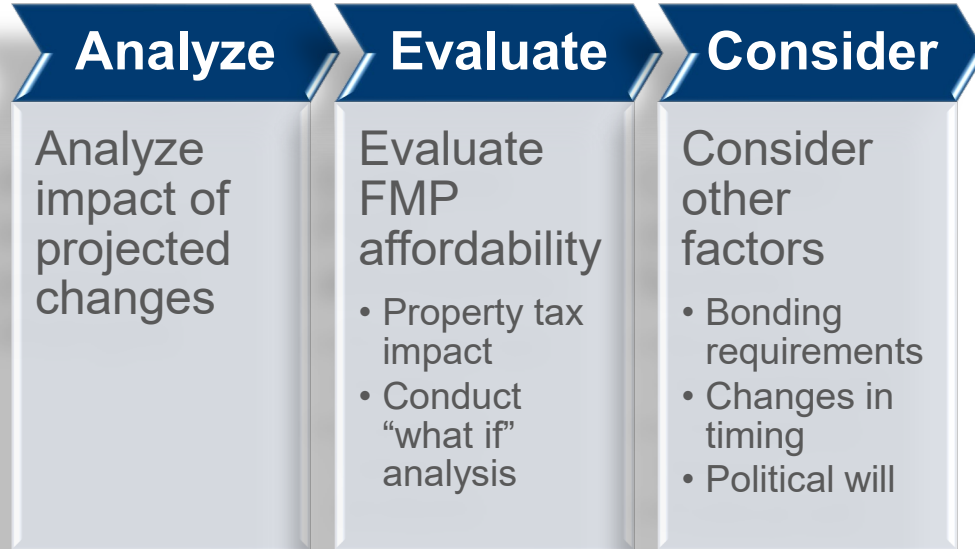 Analyze
Analyze
impact of
projected
changes
Evaluate
Evaluate
FMP
affordability
• Property tax
impact
• Conduct
“what if”
analysis
Consider
Consider
other
factors
• Bonding
requirements
• Changes in
timing
• Political will